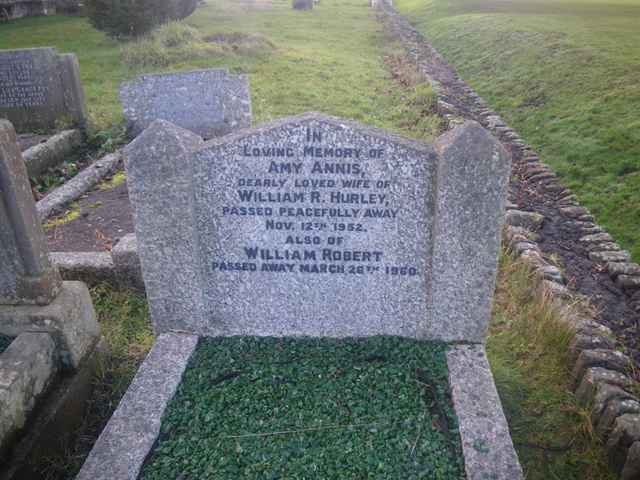 IN
LOVING MEMORY OF
AMY ANNIS,
DEARLY LOVED WIFE OF
WILLIAM R. HURLEY,
PASSED PEACEFULLY AWAY
NOV. 12TH 1952.
ALSO OF
WILLIAM ROBERT
PASSED AWAY MARCH 26TH 1960.